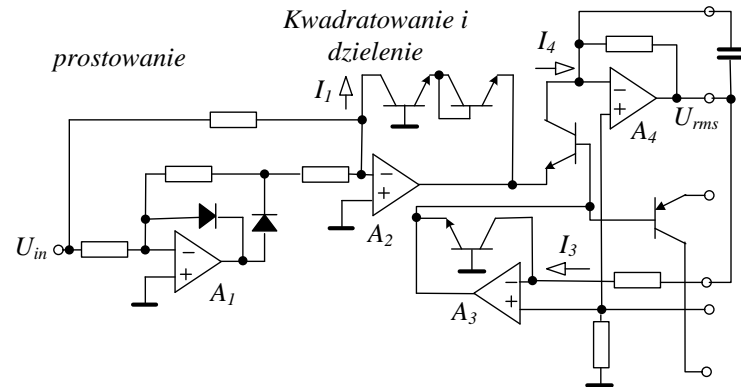 Kwadratowanie i
dzielenie
prostowanie
I4
I1
A4
Urms
A2
Uin
I3
A1
A3